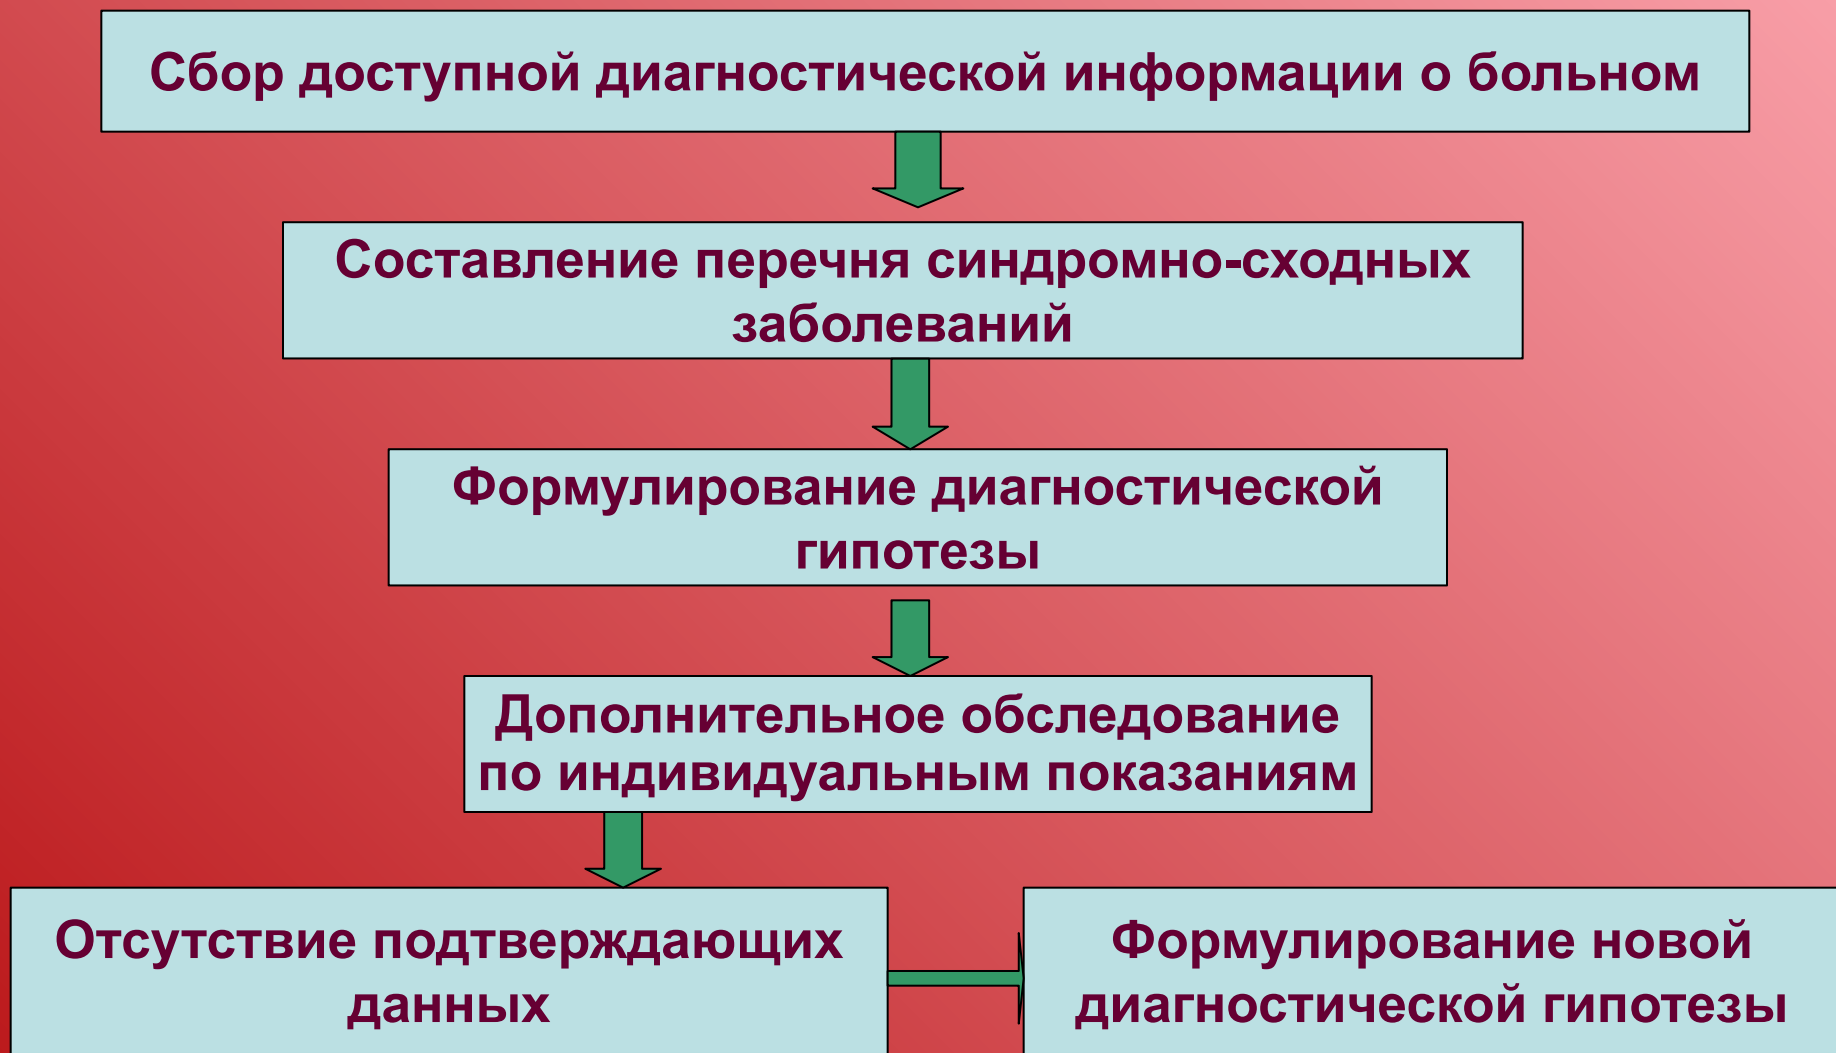 Сбор доступной диагностической информации о больном
Составление перечня синдромно-сходных
заболеваний
Формулирование диагностической
гипотезы
Дополнительное обследование
по индивидуальным показаниям
Отсутствие подтверждающих
данных
Формулирование новой
диагностической гипотезы